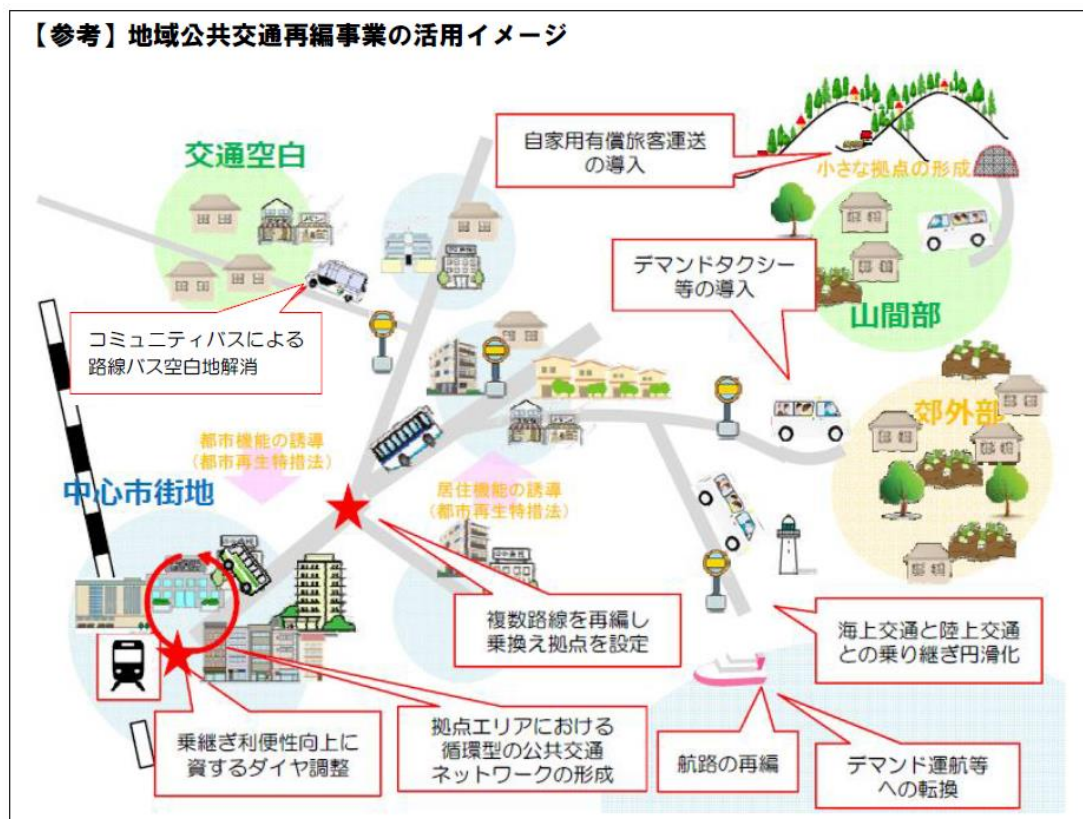 【参考】地域公共交通再編事業の活用イメージ
自家用有償旅客運送
の導入
小さな拠点の形成
交通空白
デマンドタクシー
等の導入
山間部
コミュニティバスによる
路線バス空白地解消
郊外部
都市機能の誘導
(都市再生特措法)
居住機能の誘導
(都市再生特措法)
中心市街地
複数路線を再編し
乗換え拠点を設定
海上交通と陸上交通
との乗り継ぎ円滑化
乗継ぎ利便性向上に
資するダイヤ調整
拠点エリアにおける
循環型の公共交通
ネットワークの形成
航路の再編
デマンド運航等
への転換